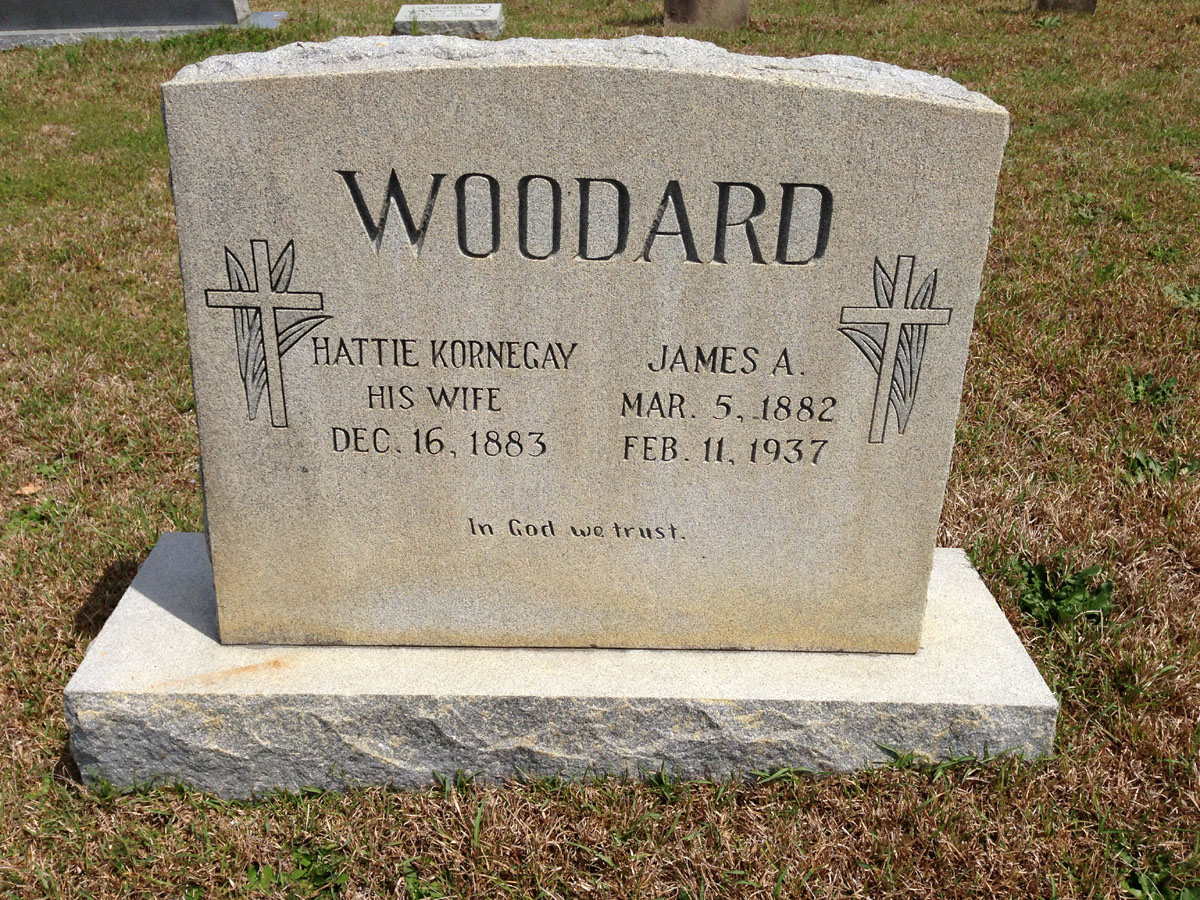 WOODARD
HATTIE KORNEGAY
HIS WIFE
DEC. 16, 1883
JAMES A.
MAR. 5, 1882
FEB. 11, 1937
In God we trust.